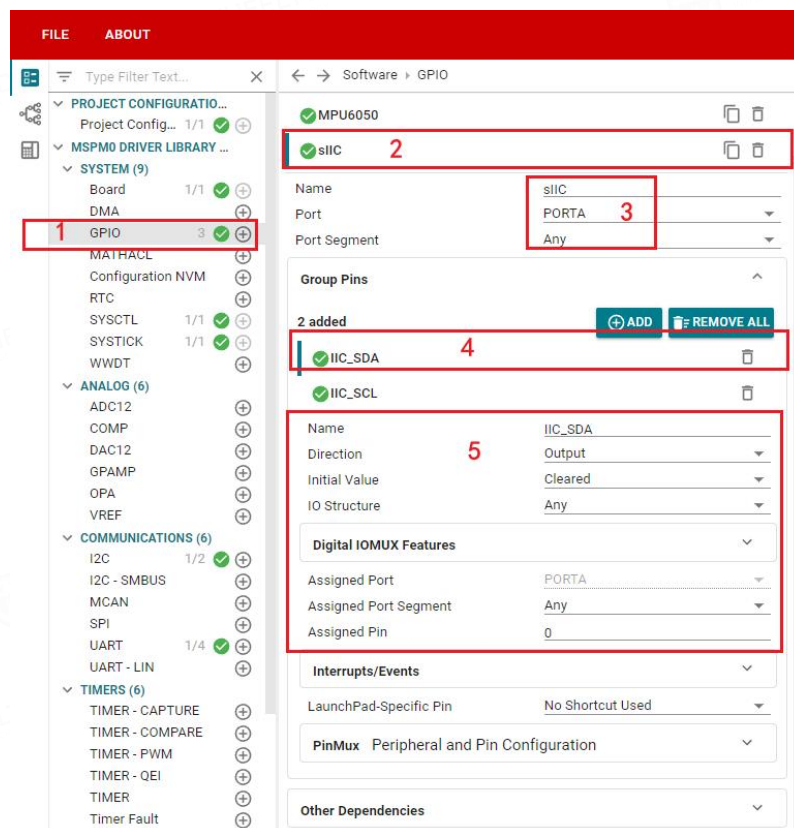 FILE ABOUT
Type Filter Text...
Software GPIO
PROJECT CONFIGURATIO...
Project Config... 1/1
MSPM0 DRIVER LIBRARY ...
SYSTEM (9)
Board 1/1
DMA
1 GPIO 3
MATHACL
Configuration NVM
RTC
SYSCTL 1/1
SYSTICK 1/1
WWDT
ANALOG (6)
ADC12
COMP
DAC12
GPAMP
OPA
VREF
COMMUNICATIONS (6)
I2C 1/2
I2C - SMBUS
MCAN
SPI
UART 1/4
UART - LIN
TIMERS (6)
TIMER - CAPTURE
TIMER - COMPARE
TIMER - PWM
TIMER - QEI
TIMER
Timer Fault
MPU6050
sIIC 2
Name sIIC
Port PORTA 3
Port Segment Any
Group Pins
2 added ADD REMOVE ALL
IIC_SDA 4
IIC_SCL
Name IIC_SDA
Direction 5 Output
Initial Value Cleared
IO Structure Any
Digital IOMUX Features
Assigned Port PORTA
Assigned Port Segment Any
Assigned Pin 0
Interrupts/Events
LaunchPad-Specific Pin No Shortcut Used
PinMux Peripheral and Pin Configuration
Other Dependencies